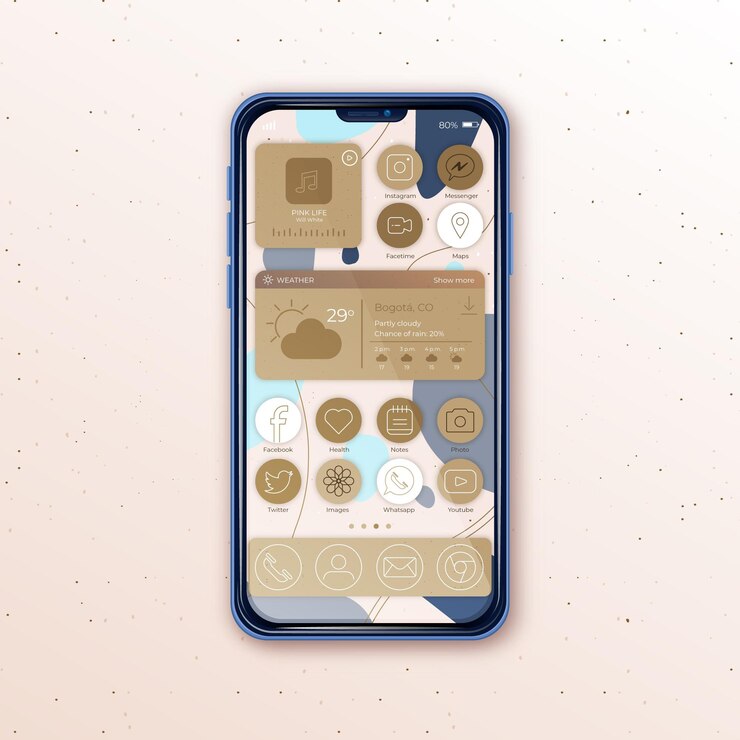 80%
PINK LIFE
Will White
Instagram
Messenger
Facetime
Maps
WEATHER
Show more
29°
Bogotá, CO
Partly cloudy
Chance of rain: 20%
2 p.m. 3 p.m. 4 p.m. 5 p.m.
17 19 15 19
Facebook
Health
Notes
Photo
Twitter
Images
Whatsapp
Youtube